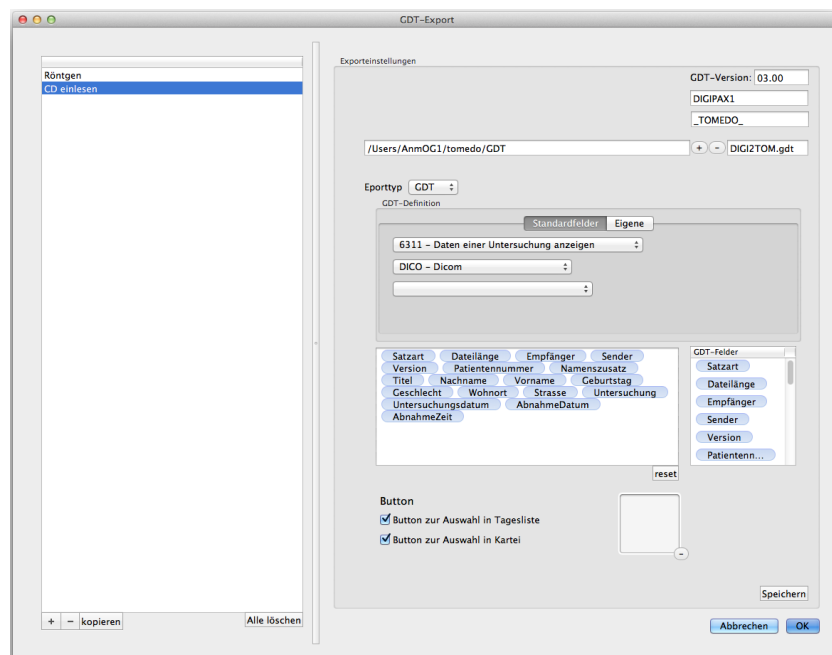 GDT-Export
Röntgen
CD einlesen
+ − kopieren Alle löschen
Exporteinstellungen
GDT-Version: 03.00
DIGIPAX1
_TOMEDO_
/Users/AnmOG1/tomedo/GDT + − DIGI2TOM.gdt
Eporttyp GDT
GDT-Definition
Standardfelder Eigene
6311 - Daten einer Untersuchung anzeigen
DICO - Dicom
Satzart Dateilänge Empfänger Sender
Version Patientennummer Namenszusatz
Titel Nachname Vorname Geburtstag
Geschlecht Wohnort Strasse Untersuchung
Untersuchungsdatum AbnahmeDatum
AbnahmeZeit
reset
GDT-Felder
Satzart
Dateilänge
Empfänger
Sender
Version
Patientenn...
Button
Button zur Auswahl in Tagesliste
Button zur Auswahl in Kartei
−
Speichern
Abbrechen OK